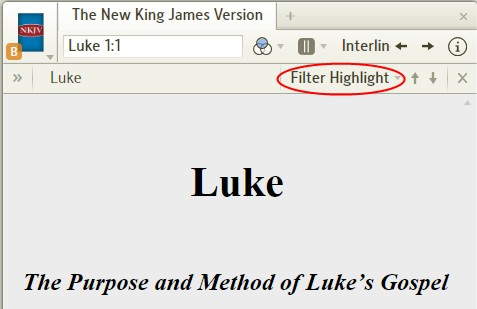 The New King James Version
NKJV
B
Luke 1:1
Interlin
Luke
Filter Highlight
Luke
The Purpose and Method of Luke’s Gospel